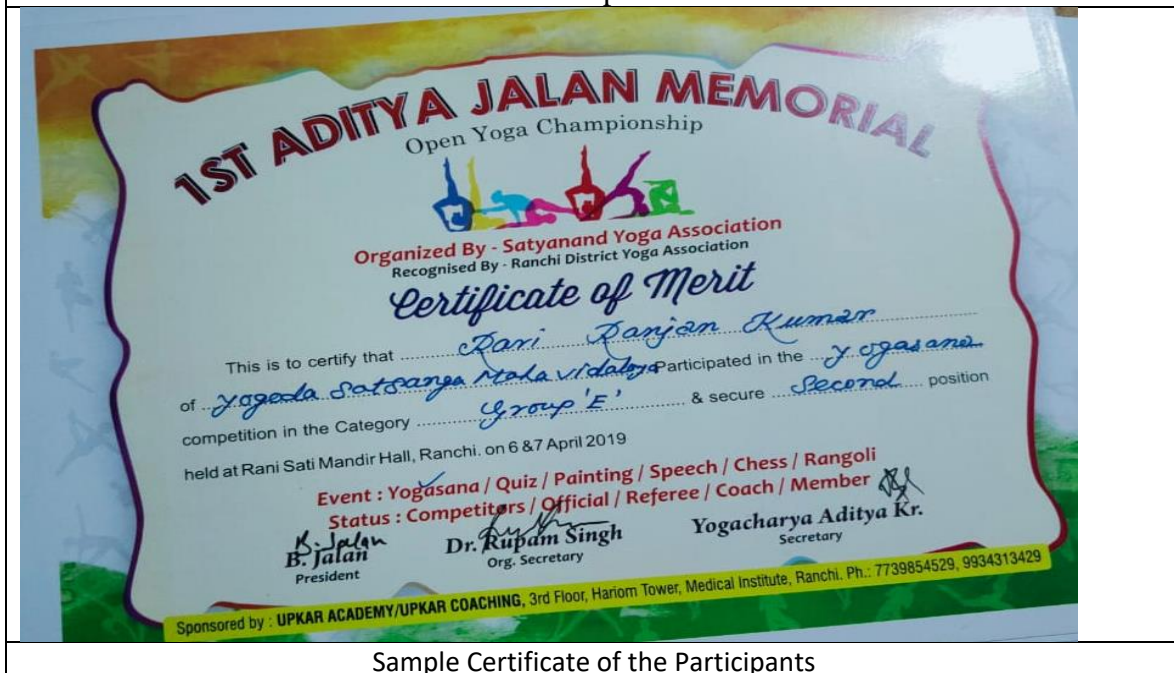 1ST ADITYA JALAN MEMORIAL
Open Yoga Championship
Organized By - Satyanand Yoga Association
Recognised By - Ranchi District Yoga Association
Certificate of Merit
This is to certify that Ravi Ranjan Kumar
of Yogoda Satsanga Maha vidalaya Participated in the yogasana
competition in the Category Group 'E' & secure Second position
held at Rani Sati Mandir Hall, Ranchi. on 6 &7 April 2019
Event : Yogasana / Quiz / Painting / Speech / Chess / Rangoli
Status : Competitors / Official / Referee / Coach / Member
B. Jalan
B. Jalan Dr. Rupam Singh Yogacharya Aditya Kr.
President Org. Secretary Secretary
Sponsored by : UPKAR ACADEMY/UPKAR COACHING, 3rd Floor, Hariom Tower, Medical Institute, Ranchi. Ph.: 7739854529, 9934313429
Sample Certificate of the Participants